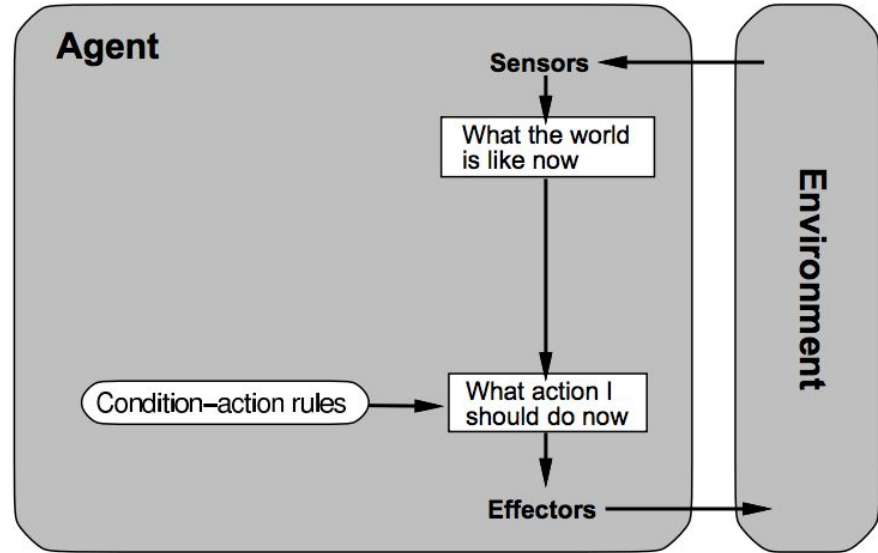 Agent
Sensors
What the world
is like now
Environment
Condition–action rules
What action I
should do now
Effectors